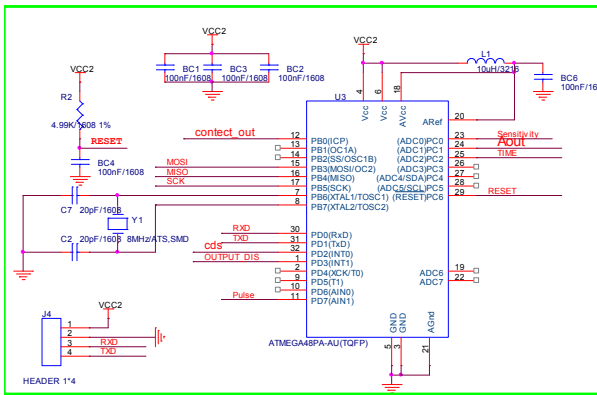 VCC2
VCC2
VCC2
BC1
100nF/1608
BC3
100nF/1608
BC2
100nF/1608
L1
10uH/3216
BC6
100nF/16
R2
4.99K/1608 1%
RESET
BC4
100nF/1608
U3
4
6
18
Vcc
Vcc
AVcc
ARef
20
contect_out
12
PB0(ICP)
13
PB1(OC1A)
14
PB2(SS/OSC1B)
MOSI
15
PB3(MOSI/OC2)
MISO
16
PB4(MISO)
SCK
17
PB5(SCK)
7
PB6(XTAL1/TOSC1)
8
PB7(XTAL2/TOSC2)
(ADC0)PC0
23
Sensitivity
(ADC1)PC1
24
Aout
(ADC2)PC2
25
TIME
(ADC3)PC3
26
(ADC4/SDA)PC4
27
(ADC5/SCL)PC5
28
(RESET)PC6
29
RESET
C7
20pF/1608
Y1
C2
20pF/1608
8MHz/ATS,SMD
RXD
30
PD0(RxD)
TXD
31
PD1(TxD)
cds
32
PD2(INT0)
OUTPUT DIS
1
PD3(INT1)
2
PD4(XCK/T0)
9
PD5(T1)
10
PD6(AIN0)
Pulse
11
PD7(AIN1)
ADC6
19
ADC7
22
GND
GND
AGnd
5
3
21
ATMEGA48PA-AU(TQFP)
VCC2
J4
1
2
3
RXD
4
TXD
HEADER 1*4